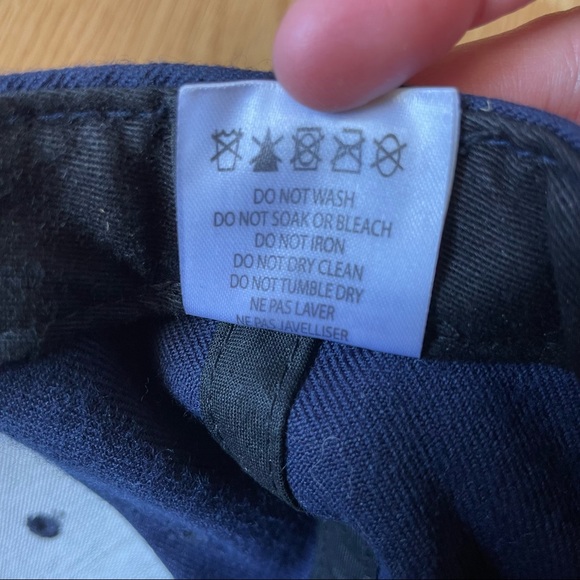 DO NOT WASH
DO NOT SOAK OR BLEACH
DO NOT IRON
DO NOT DRY CLEAN
DO NOT TUMBLE DRY
NE PAS LAVER
NE PAS JAVELLISER